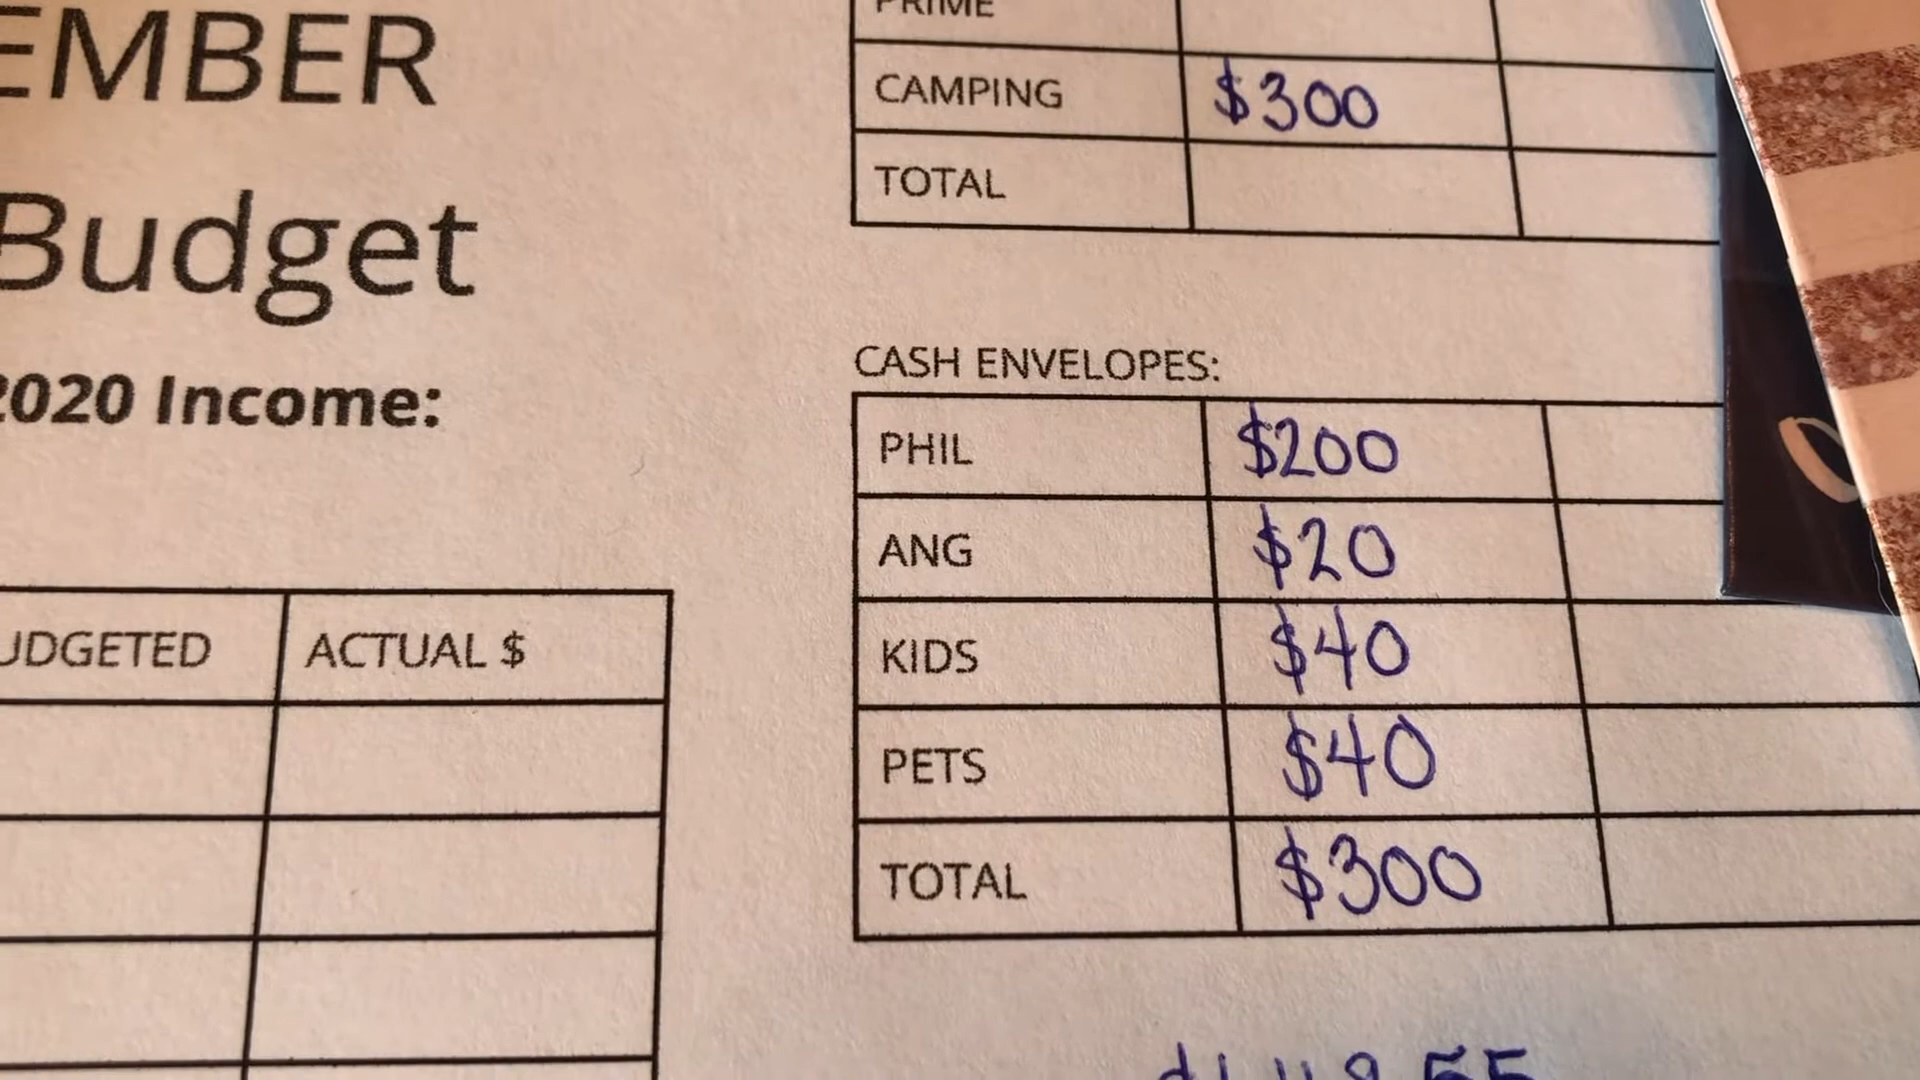 EMBER
Budget
2020 Income:
UDGETED ACTUAL $
PRIME
CAMPING $300
TOTAL
CASH ENVELOPES:
PHIL $200
ANG $20
KIDS $40
PETS $40
TOTAL $300